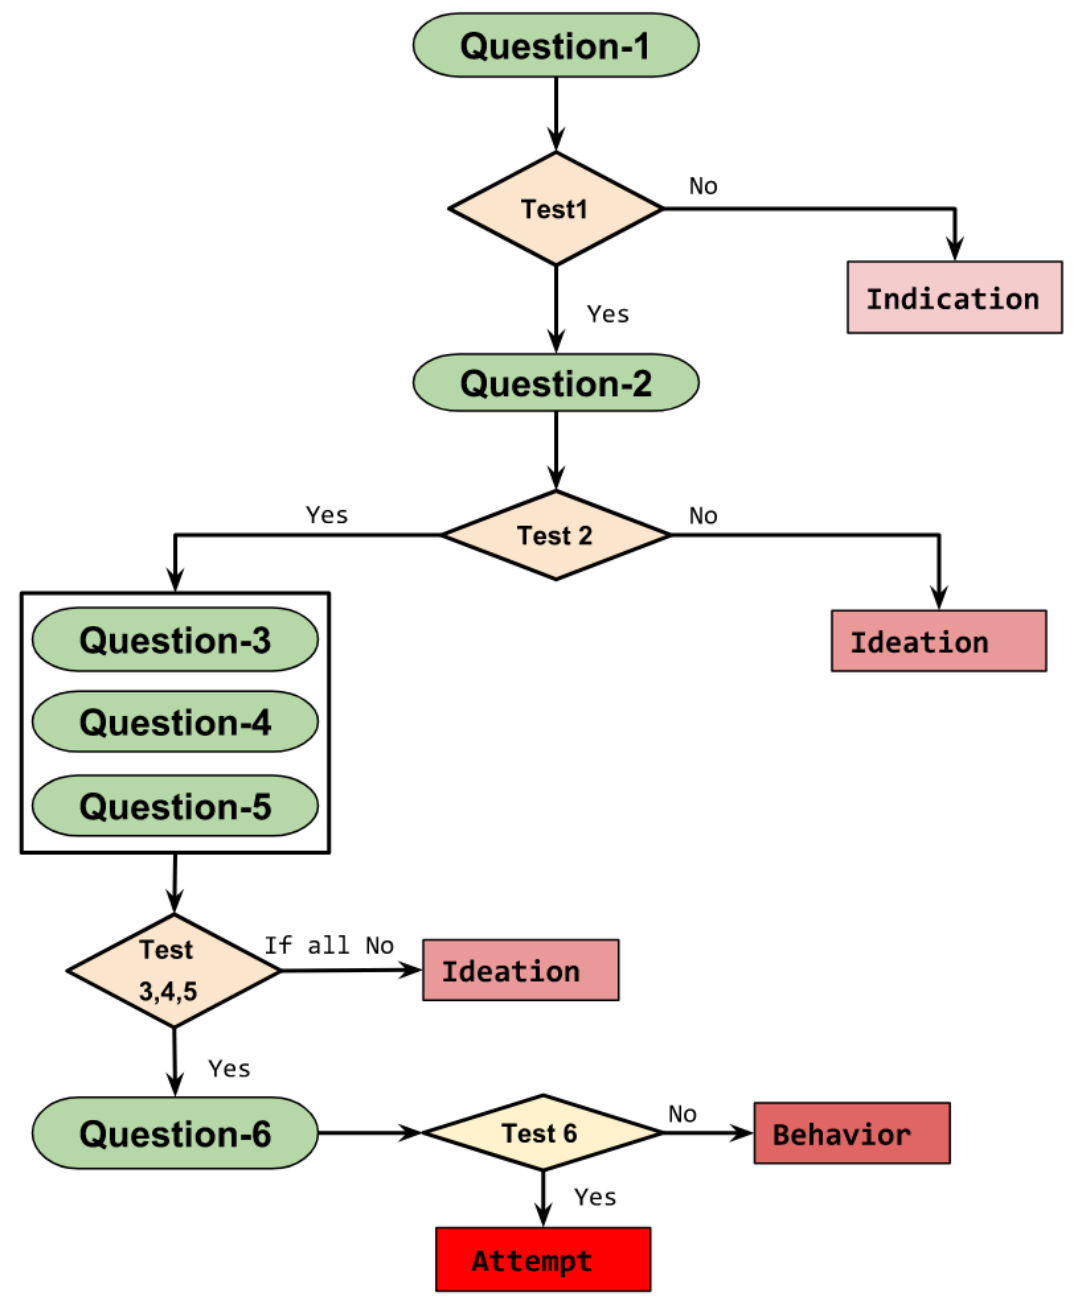 Question-1
Test1
No
Indication
Yes
Question-2
Yes
Test 2
No
Question-3
Ideation
Question-4
Question-5
Test
3,4,5
If all No
Ideation
Yes
Question-6
Test 6
No
Behavior
Yes
Attempt